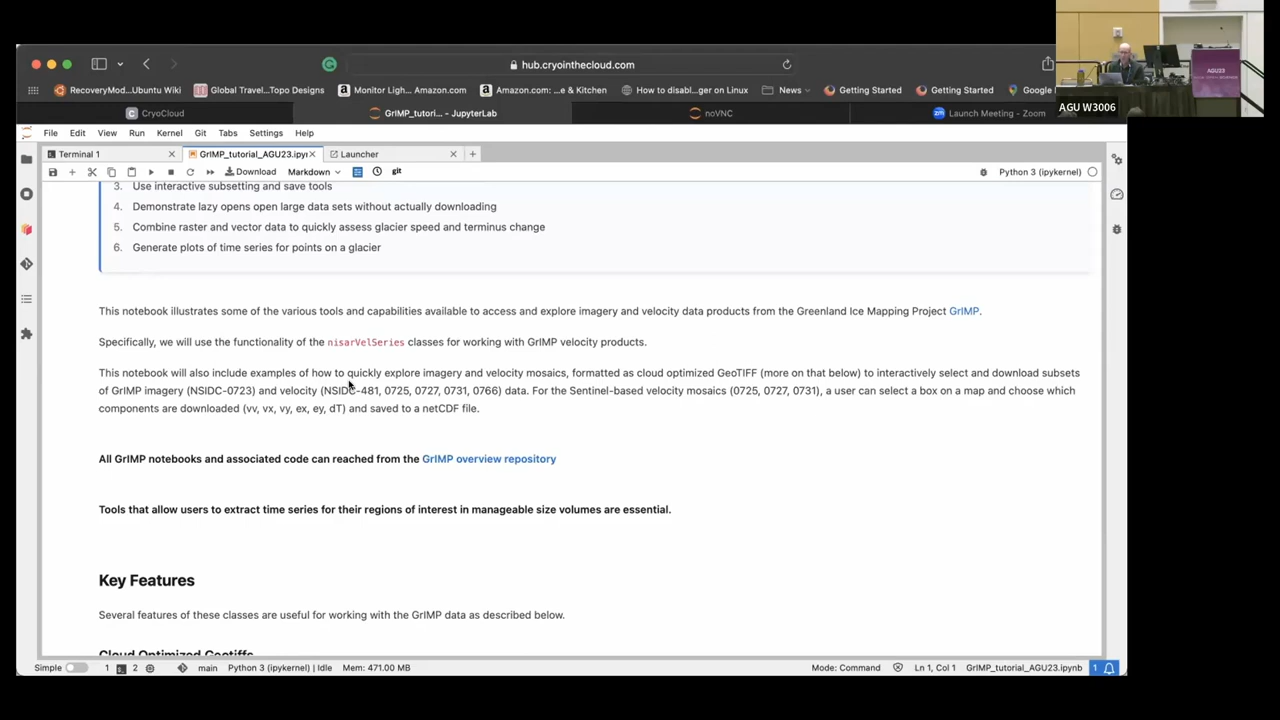 hub.cryointhecloud.com
RecoveryMod...Ubuntu Wiki
Global Travel...Topo Designs
Monitor Ligh... Amazon.com
Amazon.com: ...e & Kitchen
How to disabl...ger on Linux
News
Getting Started
Getting Started
Google
AGU23
AGU W3006
CryoCloud
GrIMP_tutori... - JupyterLab
noVNC
Launch Meeting - Zoom
File Edit View Run Kernel Git Tabs Settings Help
Terminal 1
GrIMP_tutorial_AGU23.ipyn
Launcher
Download
Markdown
git
Python 3 (ipykernel)
3. Use interactive subsetting and save tools
4. Demonstrate lazy opens open large data sets without actually downloading
5. Combine raster and vector data to quickly assess glacier speed and terminus change
6. Generate plots of time series for points on a glacier
This notebook illustrates some of the various tools and capabilities available to access and explore imagery and velocity data products from the Greenland Ice Mapping Project GrIMP.
Specifically, we will use the functionality of the nisarVelSeries classes for working with GrIMP velocity products.
This notebook will also include examples of how to quickly explore imagery and velocity mosaics, formatted as cloud optimized GeoTIFF (more on that below) to interactively select and download subsets
of GrIMP imagery (NSIDC-0723) and velocity (NSIDC-481, 0725, 0727, 0731, 0766) data. For the Sentinel-based velocity mosaics (0725, 0727, 0731), a user can select a box on a map and choose which
components are downloaded (vv, vx, vy, ex, ey, dT) and saved to a netCDF file.
All GrIMP notebooks and associated code can reached from the GrIMP overview repository
Tools that allow users to extract time series for their regions of interest in manageable size volumes are essential.
Key Features
Several features of these classes are useful for working with the GrIMP data as described below.
Cloud Optimized Geotiffs
Simple 1 2 main Python 3 (ipykernel) | Idle Mem: 471.00 MB
Mode: Command Ln 1, Col 1 GrIMP_tutorial_AGU23.ipynb 1